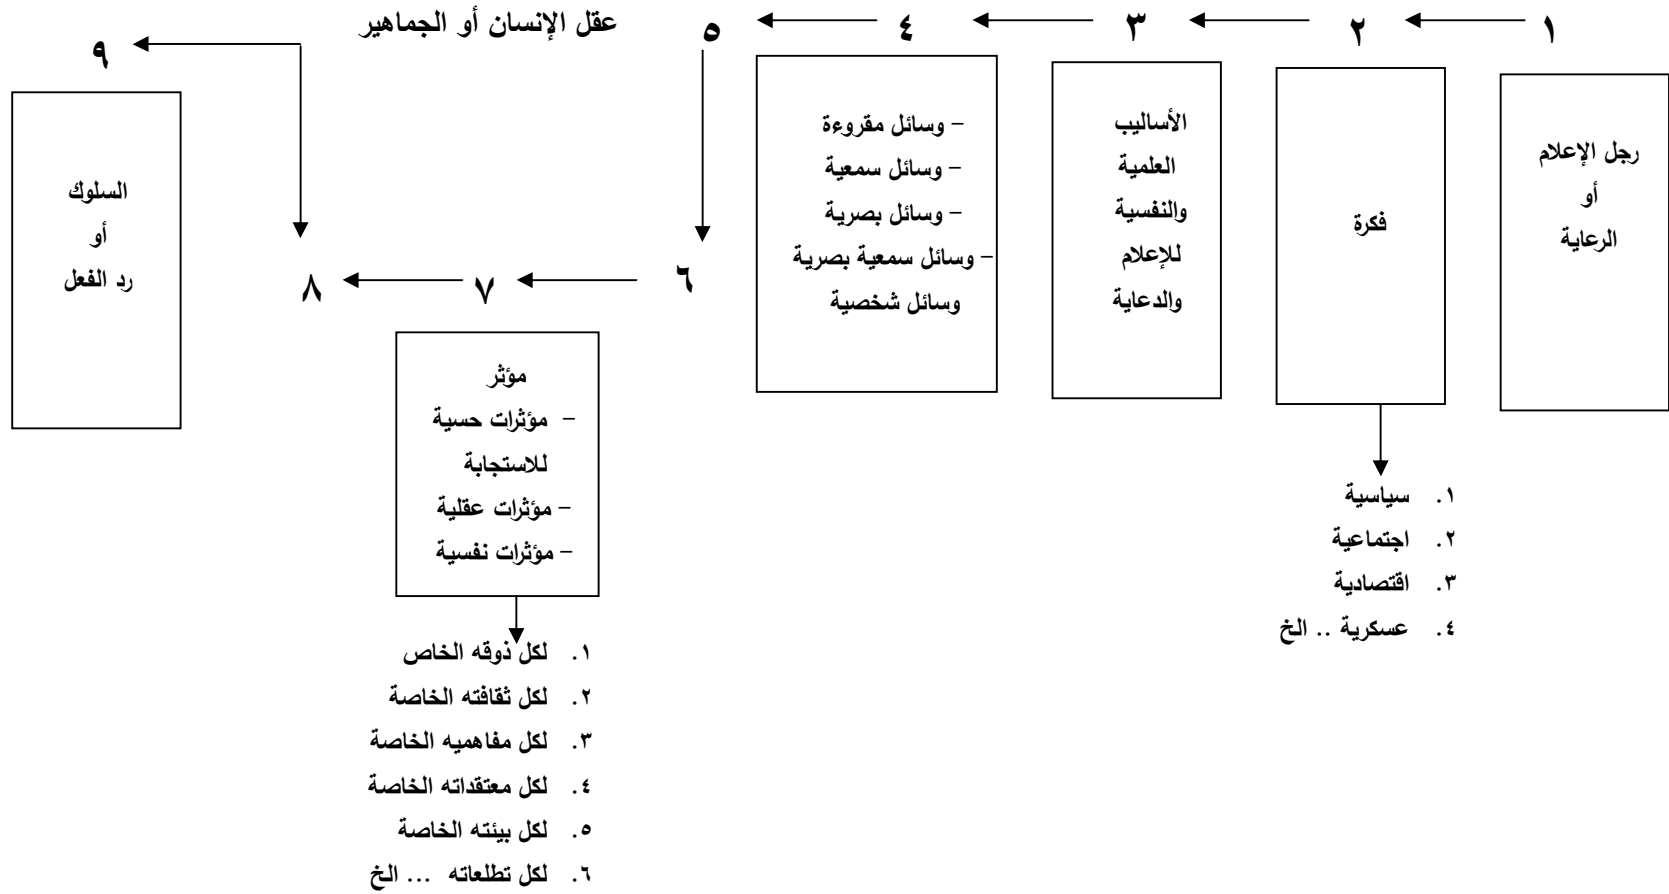 ١
٢
٣
٤
٥
عقل الإنسان أو الجماهير
رجل الإعلام
أو
الرعاية
فكرة
١. سياسية
٢. اجتماعية
٣. اقتصادية
٤. عسكرية .. الخ
الأساليب
العلمية
والنفسية
للإعلام
والدعاية
– وسائل مقروءة
– وسائل سمعية
– وسائل بصرية
– وسائل سمعية بصرية
وسائل شخصية
٦
٧
٨
مؤثر
– مؤثرات حسية
للاستجابة
– مؤثرات عقلية
– مؤثرات نفسية
١. لكل ذوقه الخاص
٢. لكل ثقافته الخاصة
٣. لكل مفاهميه الخاصة
٤. لكل معتقداته الخاصة
٥. لكل بيئته الخاصة
٦. لكل تطلعاته ... الخ
٩
السلوك
أو
رد الفعل